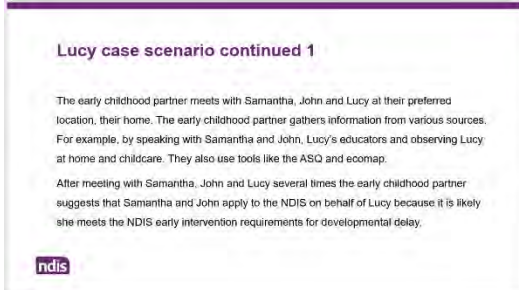 Lucy case scenario continued 1
The early childhood partner meets with Samantha, John and Lucy at their preferred
location, their home. The early childhood partner gathers information from various sources.
For example, by speaking with Samantha and John, Lucy's educators and observing Lucy
at home and childcare. They also use tools like the ASQ and ecomap.
After meeting with Samantha, John and Lucy several times the early childhood partner
suggests that Samantha and John apply to the NDIS on behalf of Lucy because it is likely
she meets the NDIS early intervention requirements for developmental delay.
ndis